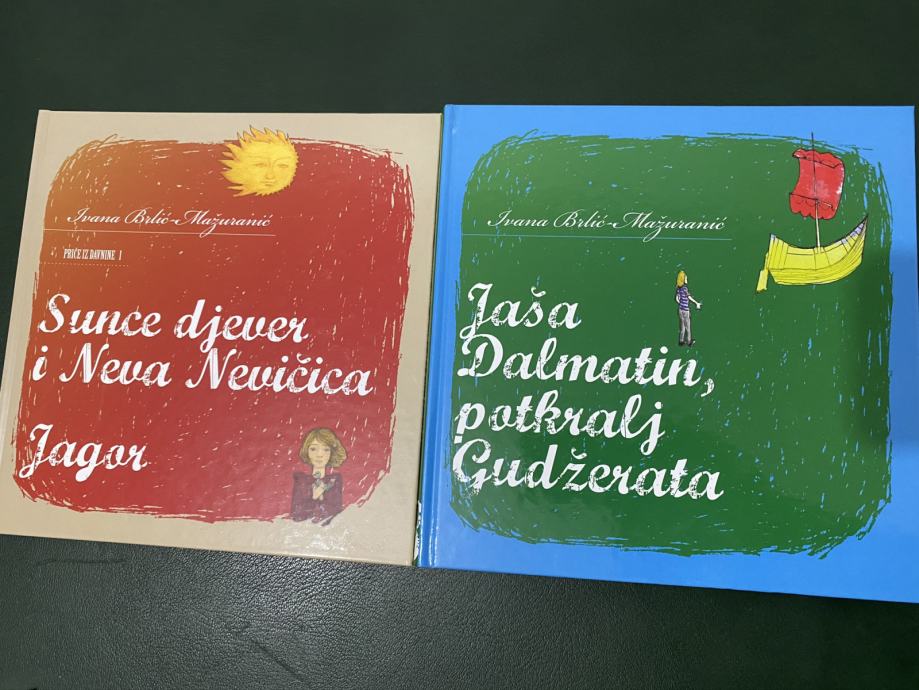 Ivana Brlić-Mažuranić
PRIČE IZ DAVNINE 1
Sunce djever
i Neva Nevičica
Jagor
Ivana Brlić-Mažuranić
Jaša
Dalmatin,
potkralj
Gudžerata